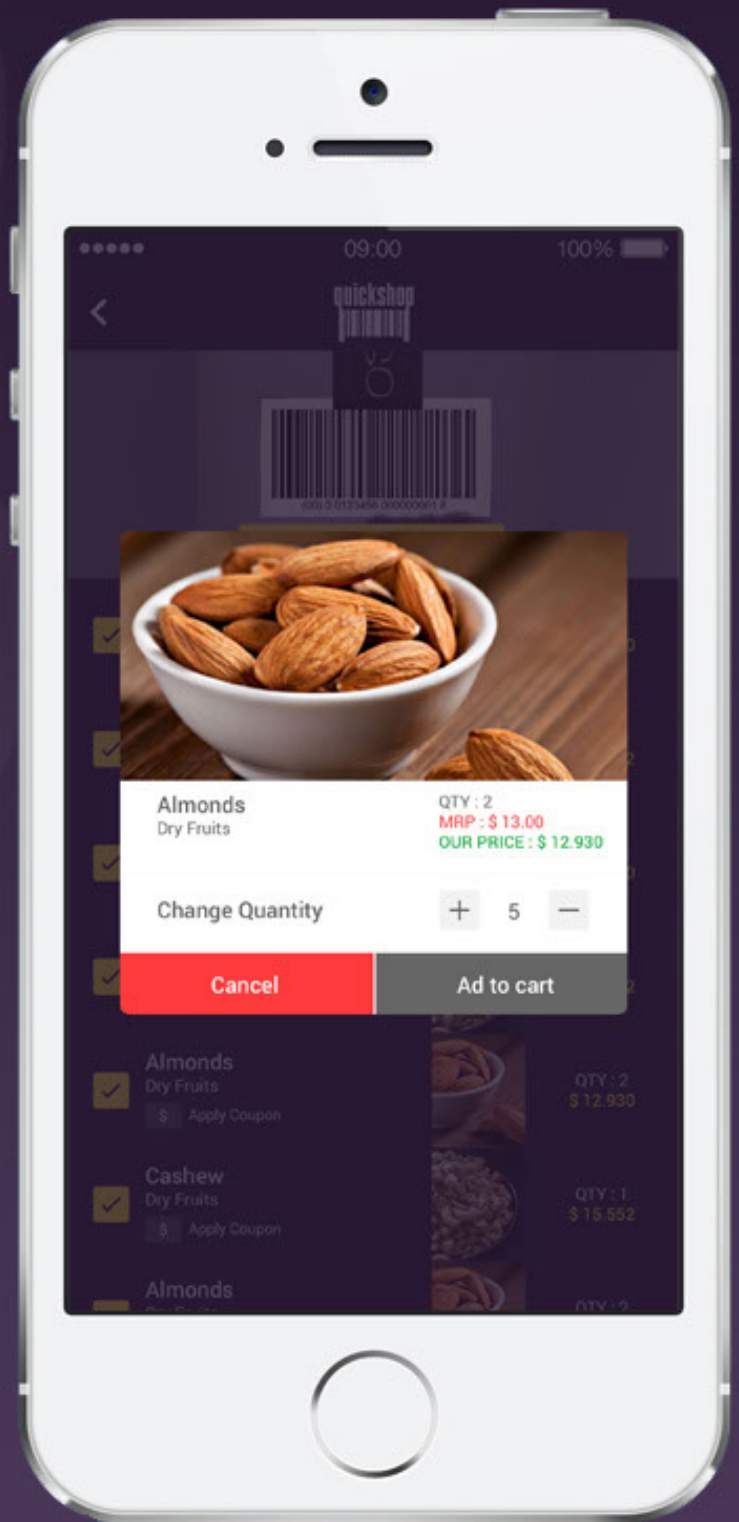 09:00
100%
quickshop
Almonds
Dry Fruits
QTY : 2
MRP : $ 13.00
OUR PRICE : $ 12.930
Change Quantity
+ 5 −
Cancel
Ad to cart
Almonds
Dry Fruits
$ Apply Coupon
QTY : 2
$ 12.930
Cashew
Dry Fruits
$ Apply Coupon
QTY : 1
$ 15.552
Almonds
QTY : 2